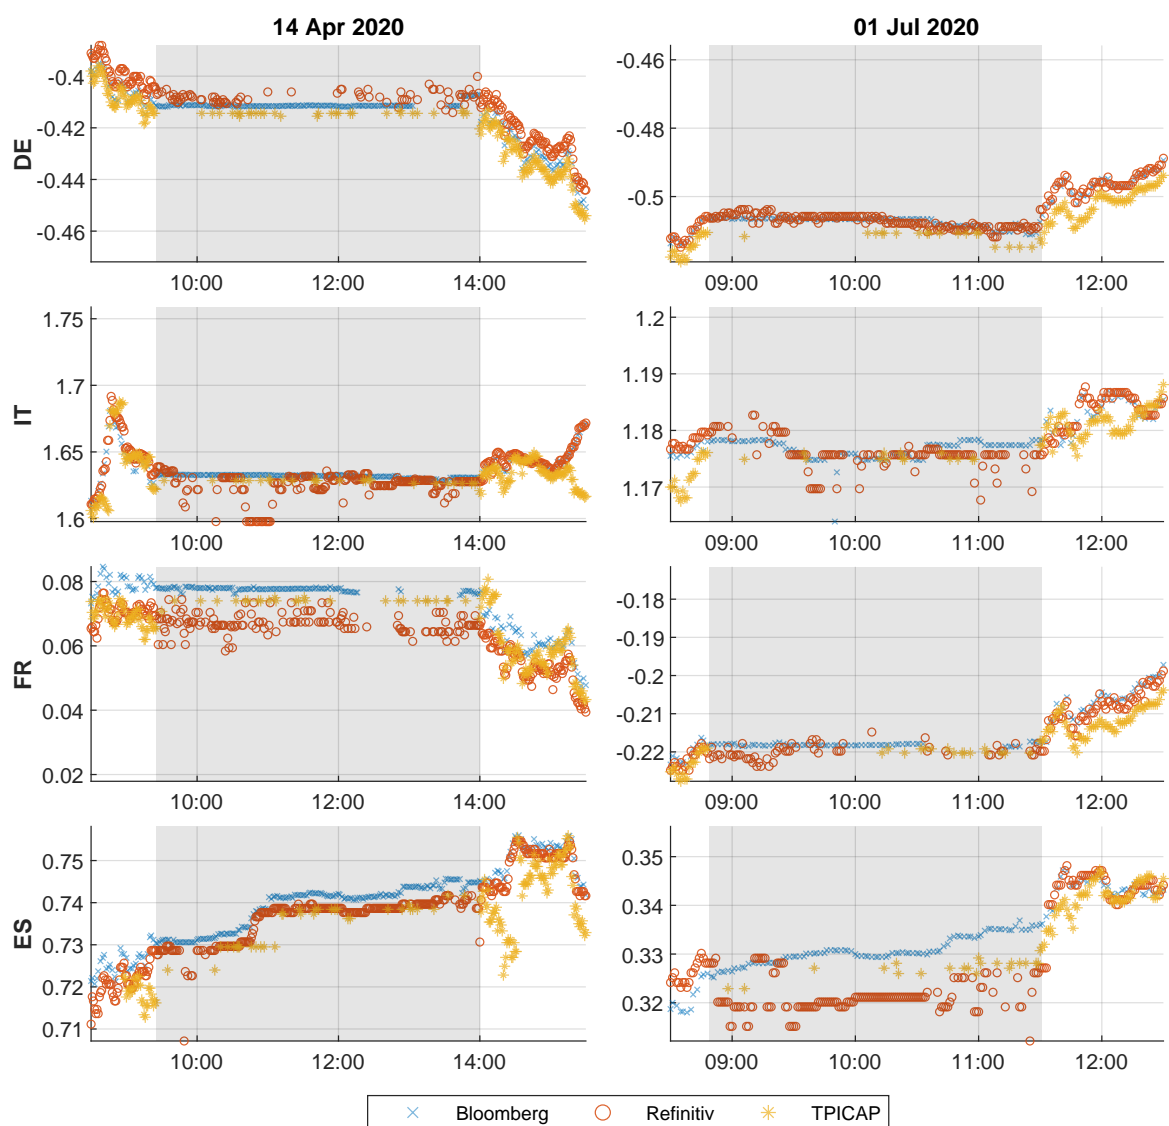 14 Apr 2020
01 Jul 2020
DE
-0.4
-0.42
-0.44
-0.46
10:00 12:00 14:00
-0.46
-0.48
-0.5
09:00 10:00 11:00 12:00
IT
1.75
1.7
1.65
1.6
10:00 12:00 14:00
1.2
1.19
1.18
1.17
09:00 10:00 11:00 12:00
FR
0.08
0.06
0.04
0.02
10:00 12:00 14:00
-0.18
-0.19
-0.2
-0.21
-0.22
09:00 10:00 11:00 12:00
ES
0.75
0.74
0.73
0.72
0.71
10:00 12:00 14:00
0.35
0.34
0.33
0.32
09:00 10:00 11:00 12:00
Bloomberg Refinitiv TPICAP